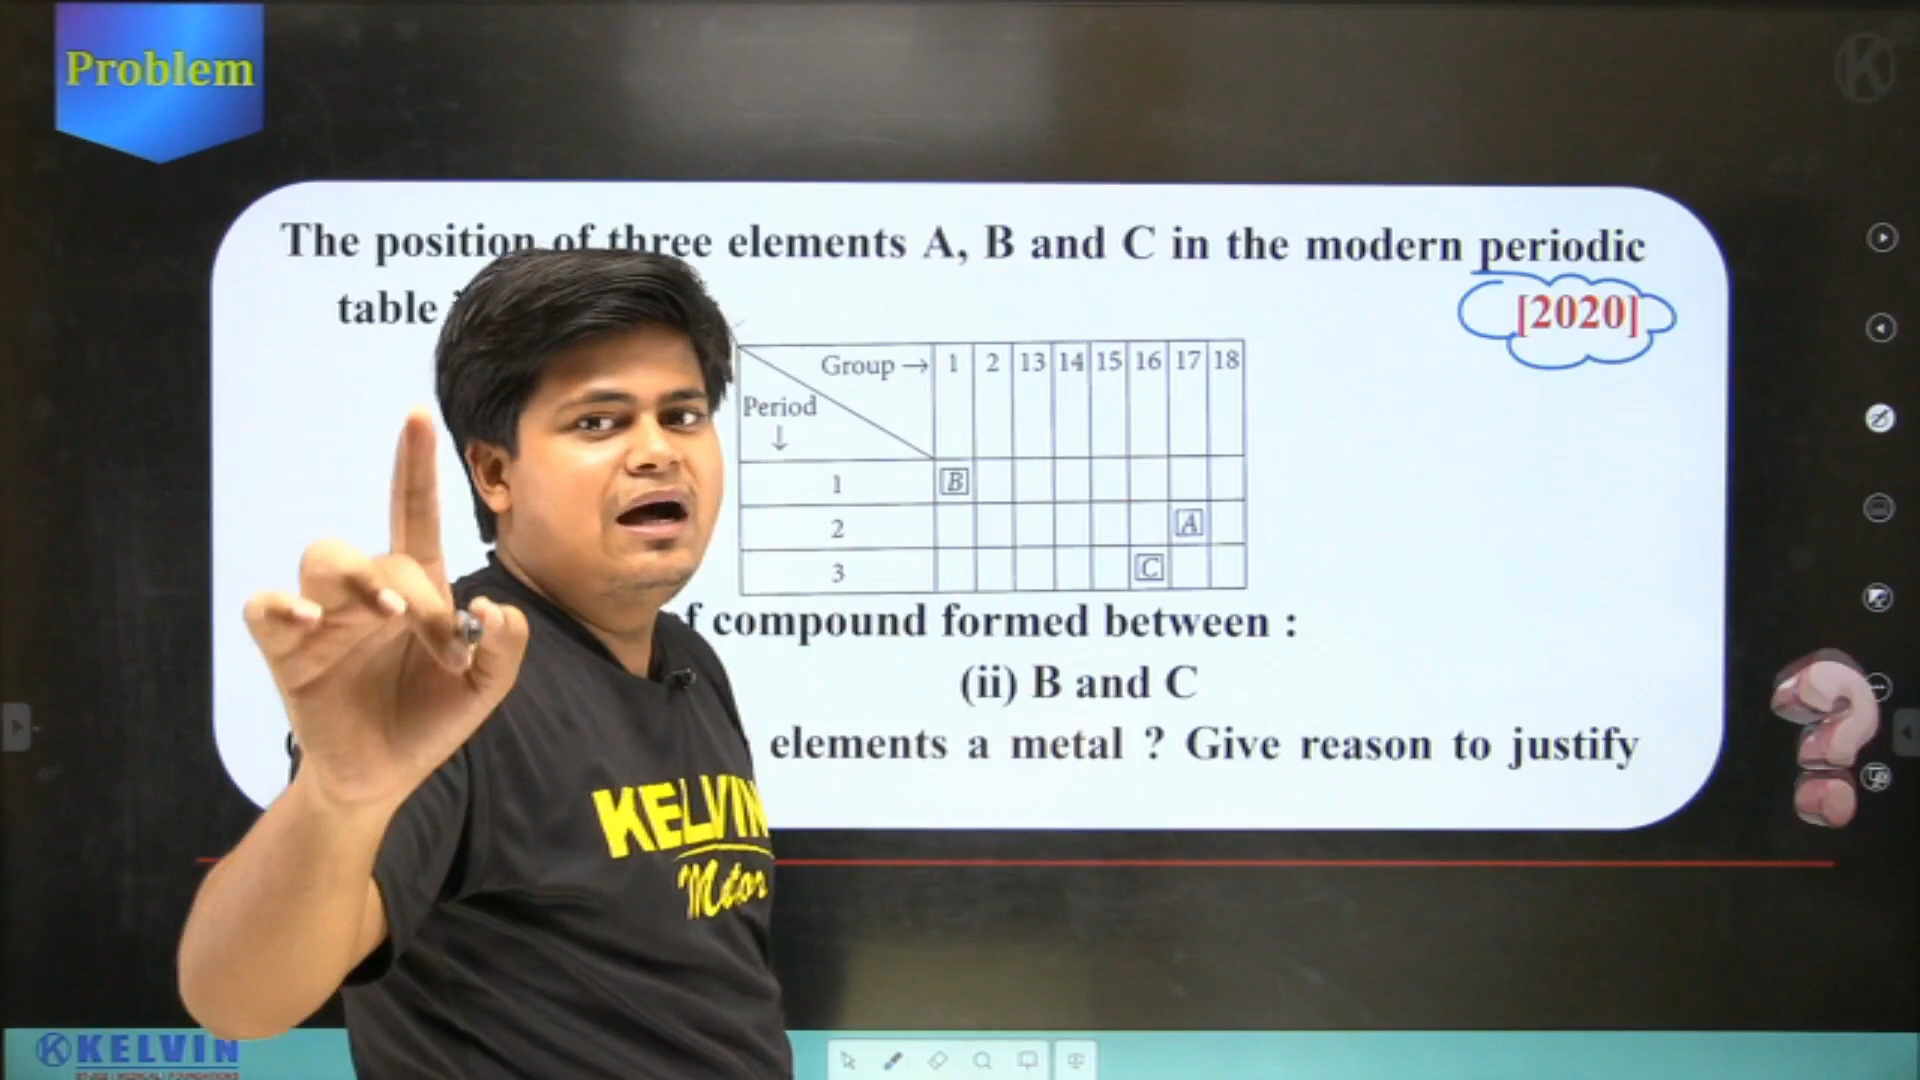 Problem
The position of three elements A, B and C in the modern periodic
table
[2020]
Group → 1 2 13 14 15 16 17 18
Period
↓
1 B
2 A
3 C
of compound formed between :
(ii) B and C
elements a metal ? Give reason to justify
KELVIN
KELVIN